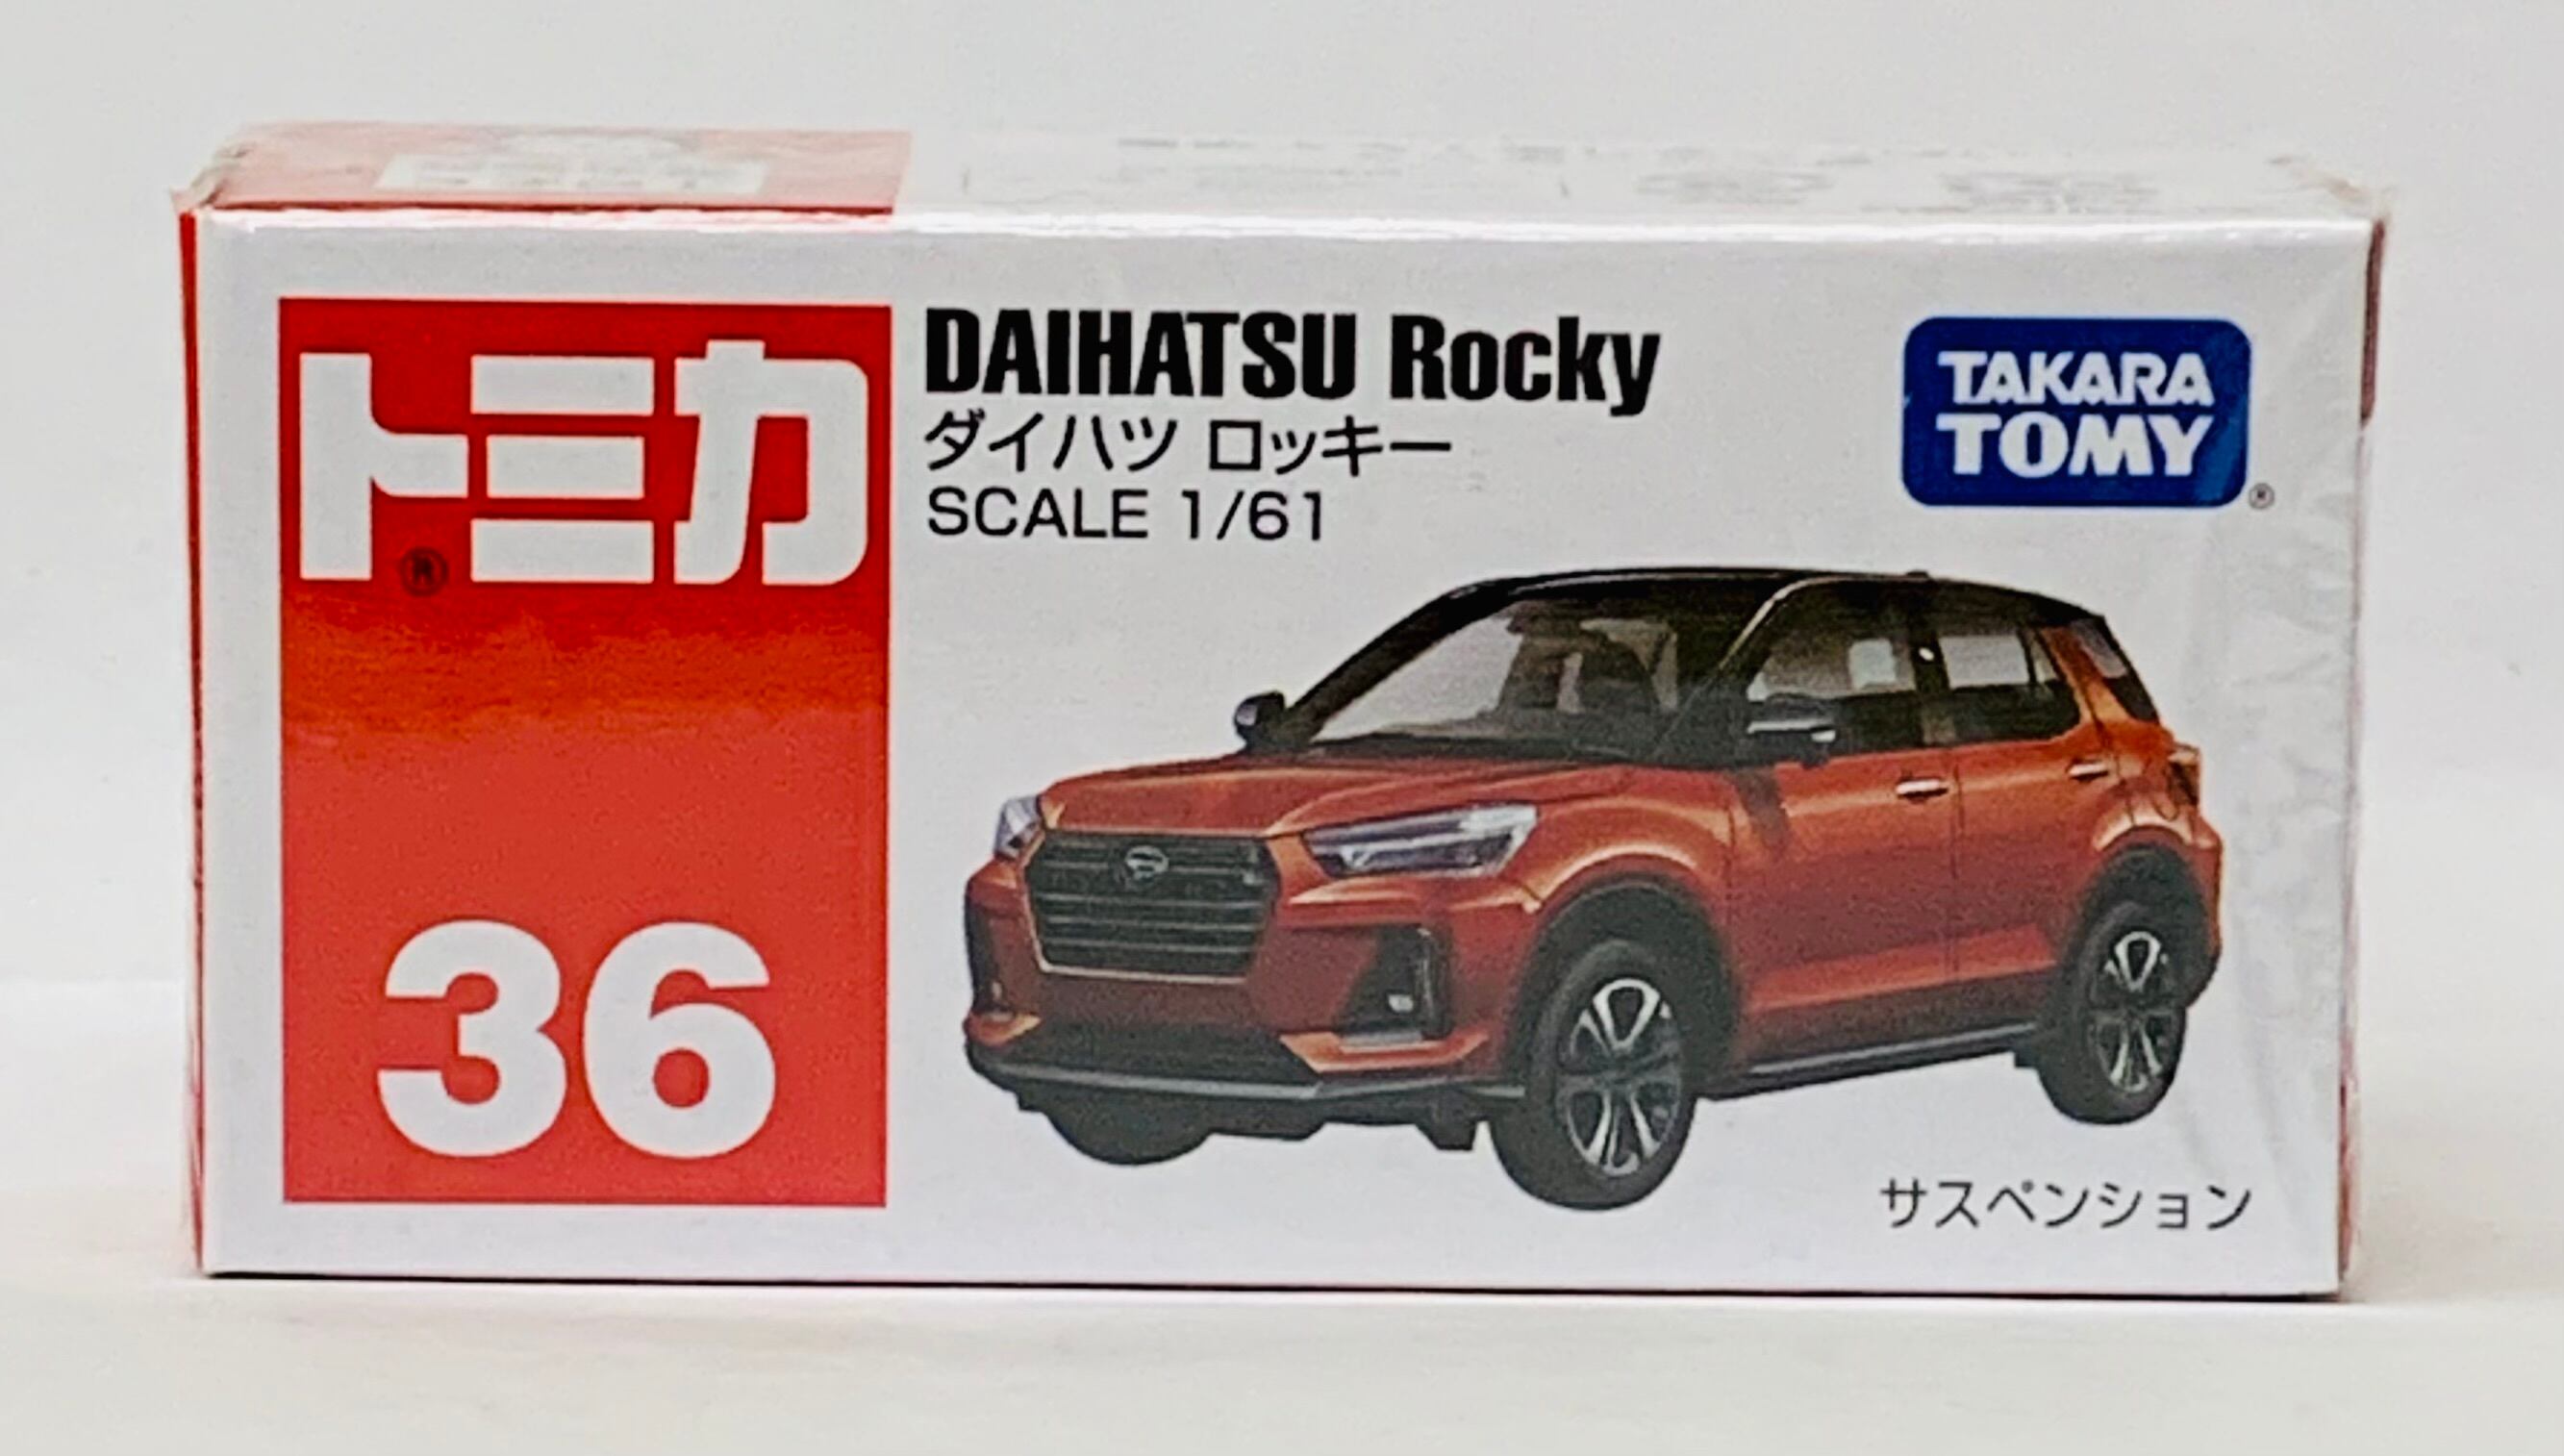 トミカ
®
36
DAIHATSU Rocky
ダイハツ ロッキー
SCALE 1/61
TAKARA
TOMY
®
サスペンション